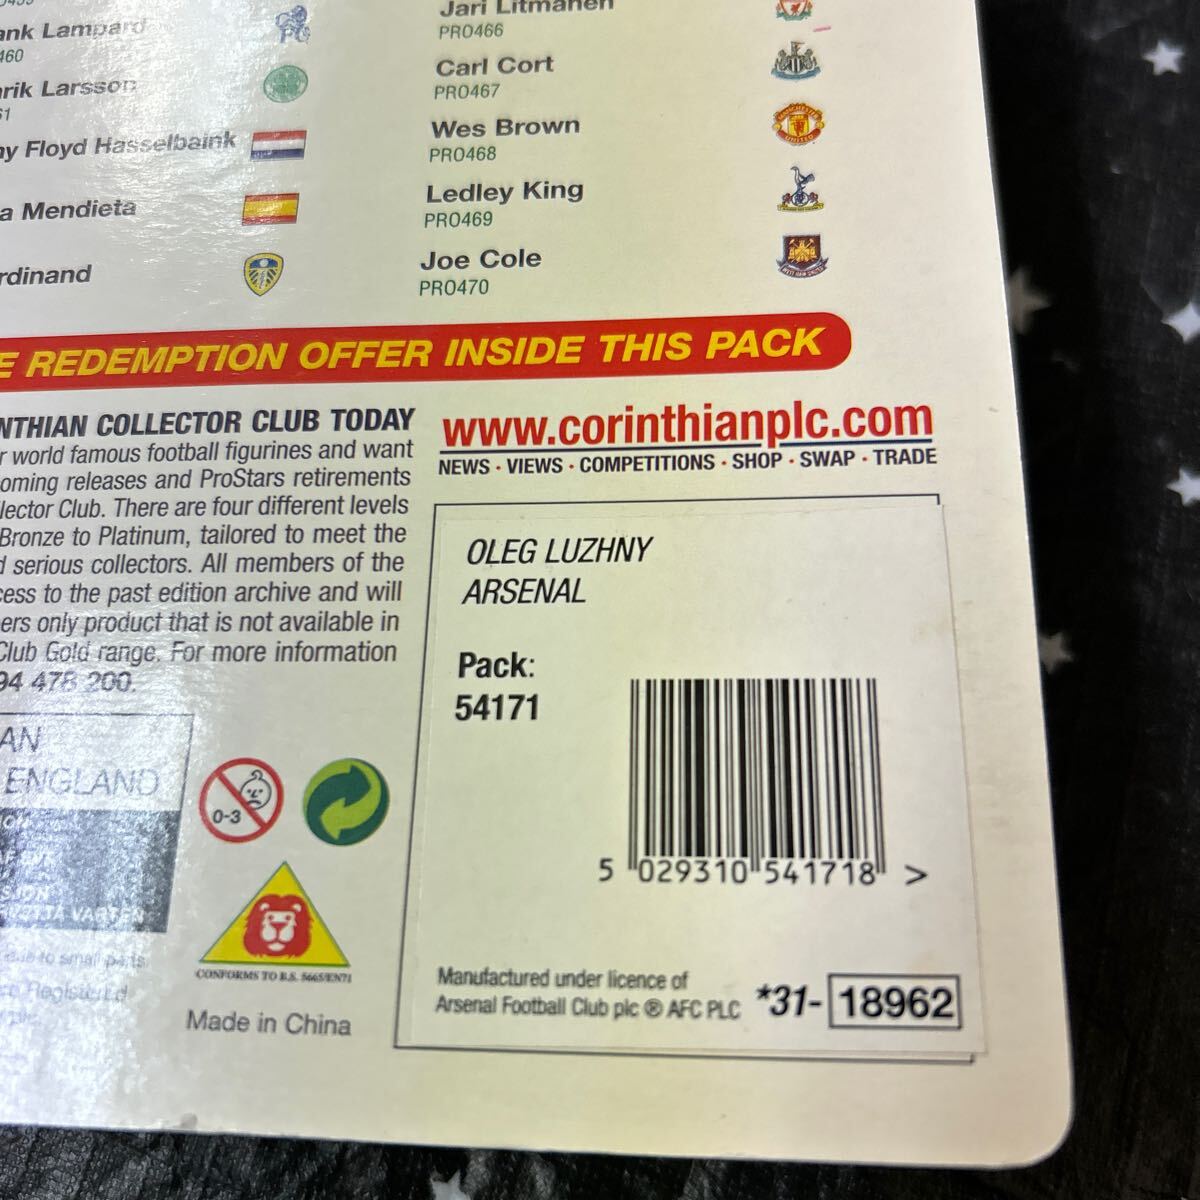 ank Lampard
460
rik Larsson
61
y Floyd Hasselbaink
a Mendieta
rdinand
Jari Litmanen
PRO466
Carl Cort
PRO467
Wes Brown
PRO468
Ledley King
PRO469
Joe Cole
PRO470
E REDEMPTION OFFER INSIDE THIS PACK
NTHIAN COLLECTOR CLUB TODAY
r world famous football figurines and want
oming releases and ProStars retirements
llector Club. There are four different levels
Bronze to Platinum, tailored to meet the
d serious collectors. All members of the
cess to the past edition archive and will
ers only product that is not available in
Club Gold range. For more information
94 478 200.
www.corinthianplc.com
NEWS · VIEWS · COMPETITIONS · SHOP · SWAP · TRADE
OLEG LUZHNY
ARSENAL
Pack:
54171
5 029310 541718 >
Manufactured under licence of
Arsenal Football Club plc ® AFC PLC
*31- 18962
AN
ENGLAND
0-3
CONFORMS TO B.S. 5665/EN71
Made in China
due to small parts
Registered